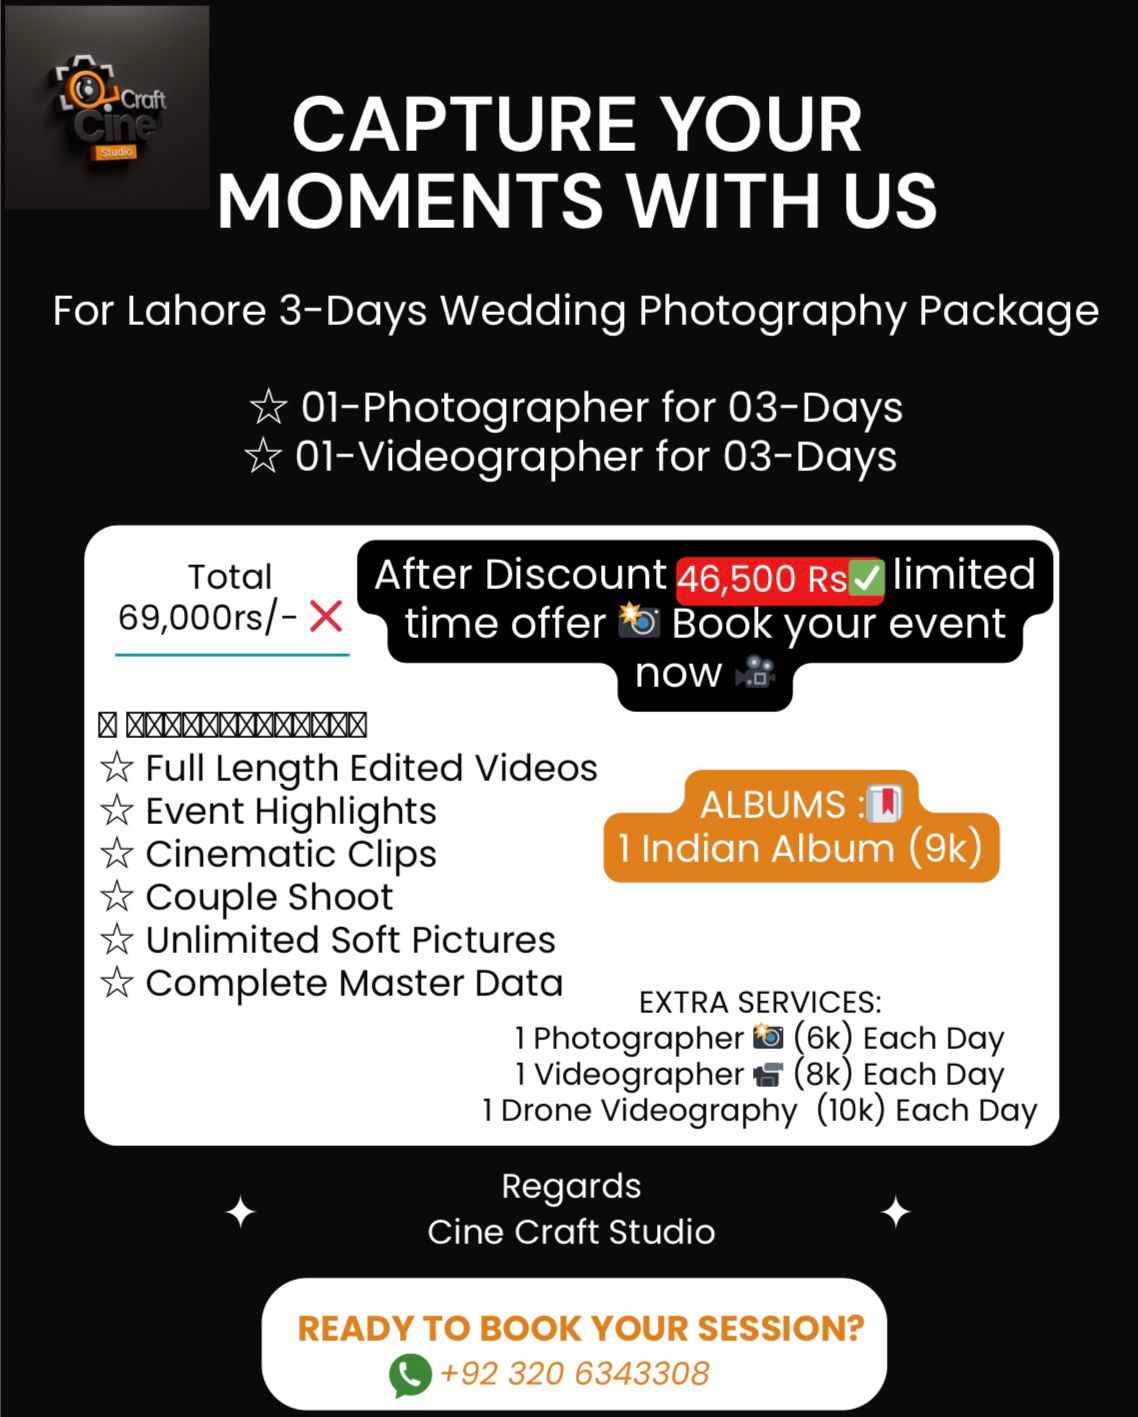 Craft
Cine
Studio
CAPTURE YOUR
MOMENTS WITH US
For Lahore 3-Days Wedding Photography Package
☆ 01-Photographer for 03-Days
☆ 01-Videographer for 03-Days
Total
69,000rs/- ❌
After Discount 46,500 Rs✅ limited
time offer 📸 Book your event
now 🎥
☆ Full Length Edited Videos
☆ Event Highlights
☆ Cinematic Clips
☆ Couple Shoot
☆ Unlimited Soft Pictures
☆ Complete Master Data
ALBUMS :📑
1 Indian Album (9k)
EXTRA SERVICES:
1 Photographer 📸 (6k) Each Day
1 Videographer 📹 (8k) Each Day
1 Drone Videography (10k) Each Day
Regards
Cine Craft Studio
READY TO BOOK YOUR SESSION?
+92 320 6343308